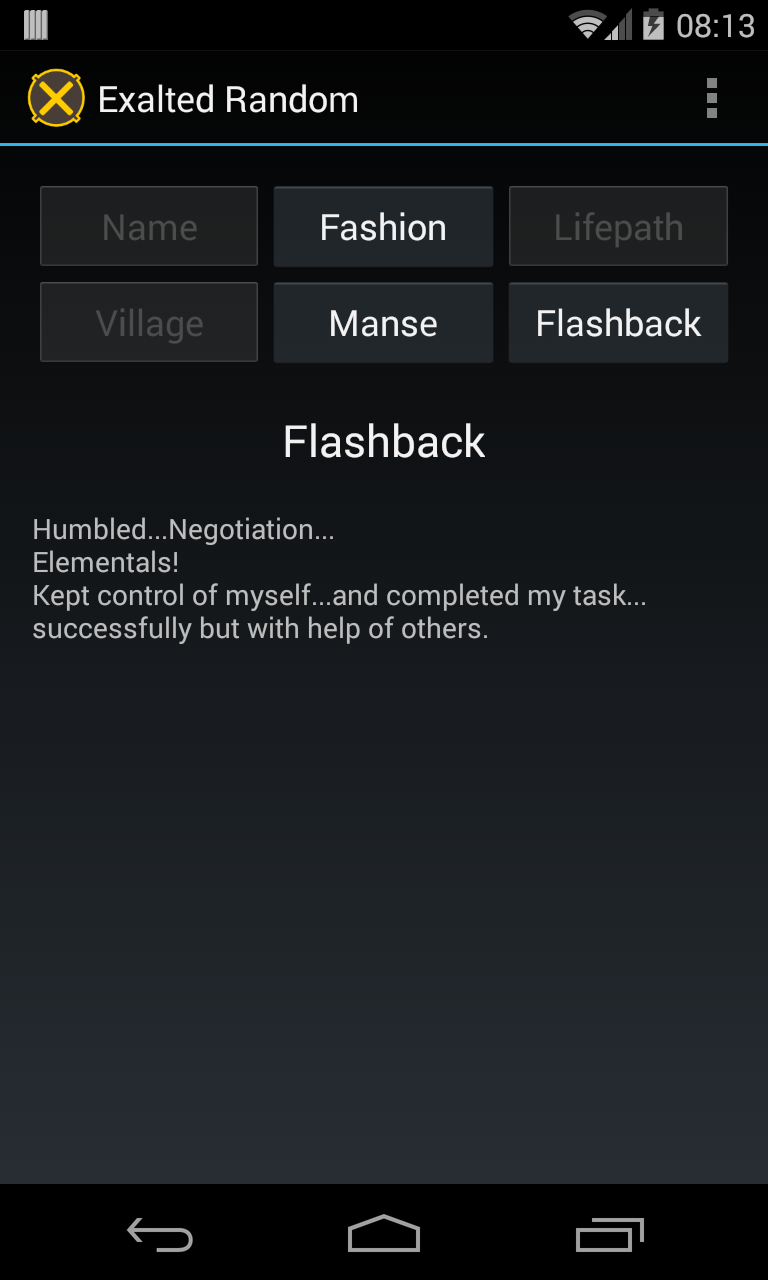 08:13
Exalted Random
Name Fashion Lifepath
Village Manse Flashback
Flashback
Humbled...Negotiation...
Elementals!
Kept control of myself...and completed my task...
successfully but with help of others.